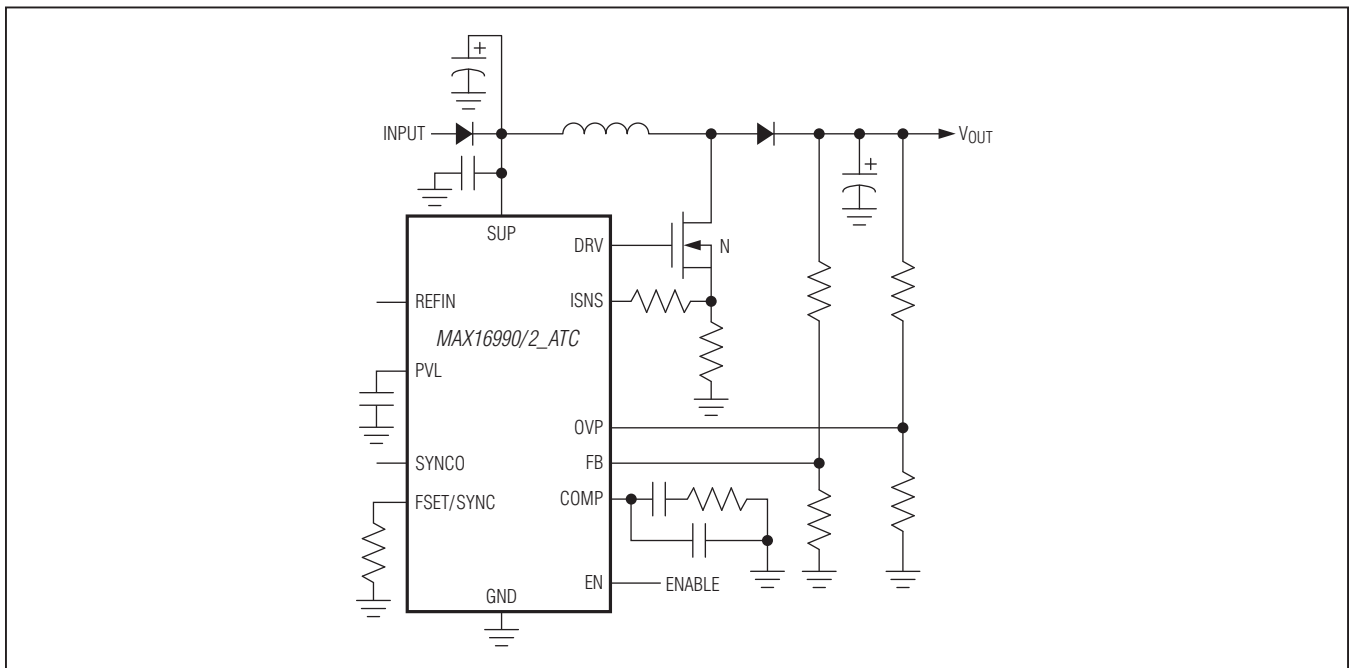 +
INPUT
VOUT
+
SUP
DRV
N
REFIN
ISNS
MAX16990/2_ATC
PVL
OVP
SYNCO
FB
FSET/SYNC
COMP
EN
ENABLE
GND